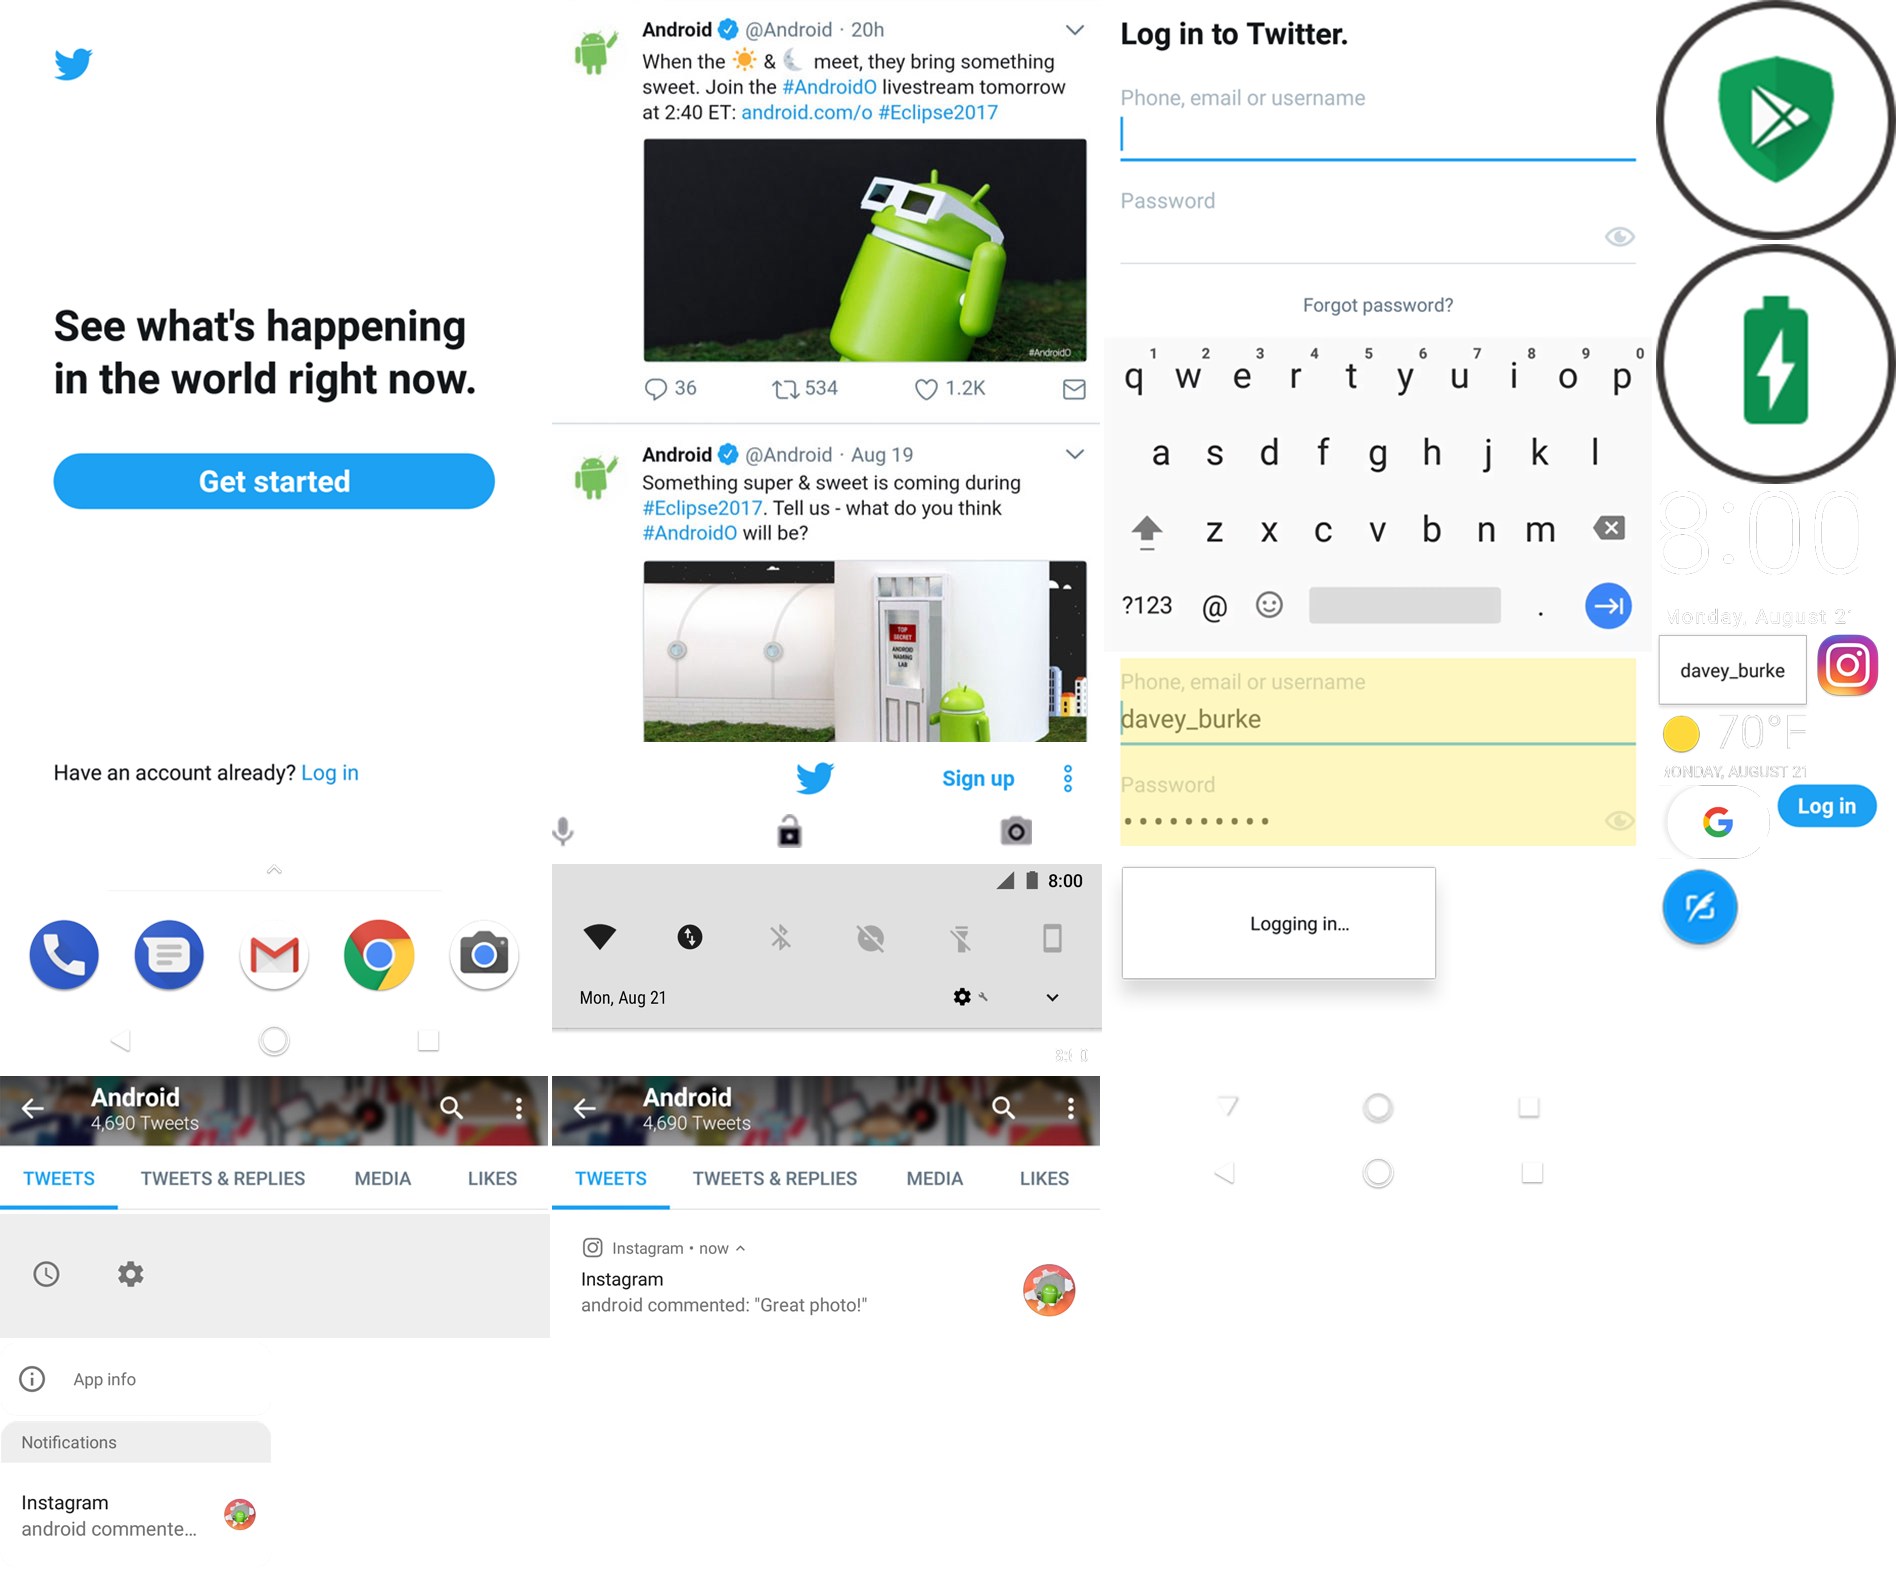 See what's happening
in the world right now.
Get started
Have an account already? Log in
Android @Android · 20h
When the & meet, they bring something
sweet. Join the #AndroidO livestream tomorrow
at 2:40 ET: android.com/o #Eclipse2017
#AndroidO
36 534 1.2K
Android @Android · Aug 19
Something super & sweet is coming during
#Eclipse2017. Tell us - what do you think
#AndroidO will be?
TOP
SECRET
ANDROID
NAMING
LAB
Sign up
8:00
Mon, Aug 21
Log in to Twitter.
Phone, email or username
Password
Forgot password?
1 2 3 4 5 6 7 8 9 0
q w e r t y u i o p
a s d f g h j k l
z x c v b n m
?123 @ .
Phone, email or username
davey_burke
Password
Logging in...
8:00
Monday, August 21
davey_burke
70°F
MONDAY, AUGUST 21
G
Log in
Android
4,690 Tweets
TWEETS TWEETS & REPLIES MEDIA LIKES
App info
Notifications
Instagram
android commente...
Android
4,690 Tweets
TWEETS TWEETS & REPLIES MEDIA LIKES
Instagram • now
Instagram
android commented: "Great photo!"